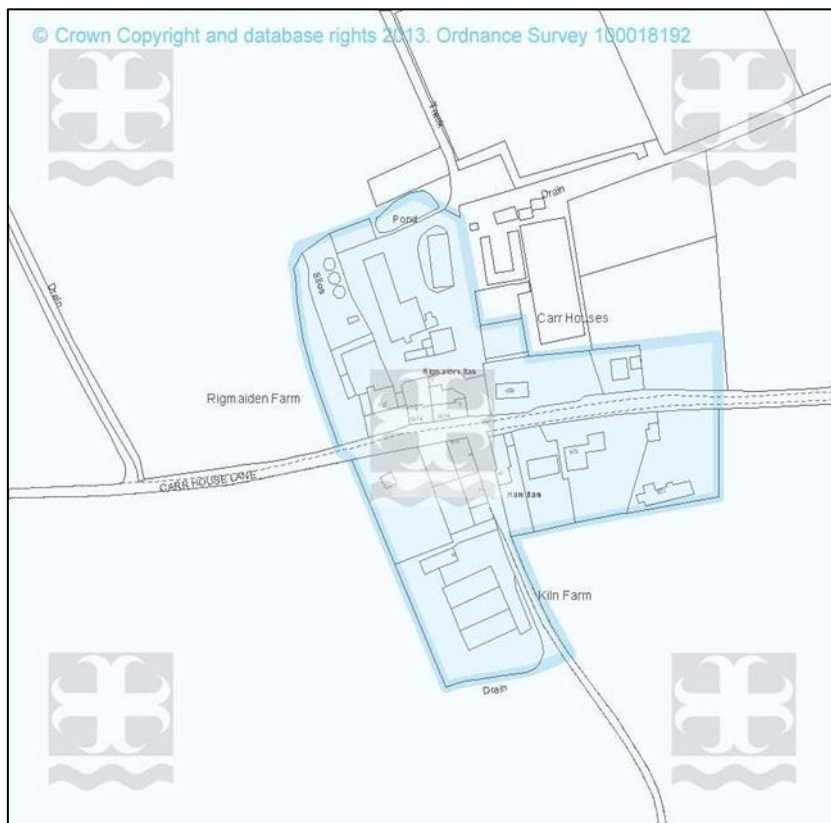 © Crown Copyright and database rights 2013. Ordnance Survey 100018192
Track
Drain
Pond
Silos
Drain
Carr Houses
Rigmaiden Farm
CARR HOUSE LANE
Kiln Farm
Drain